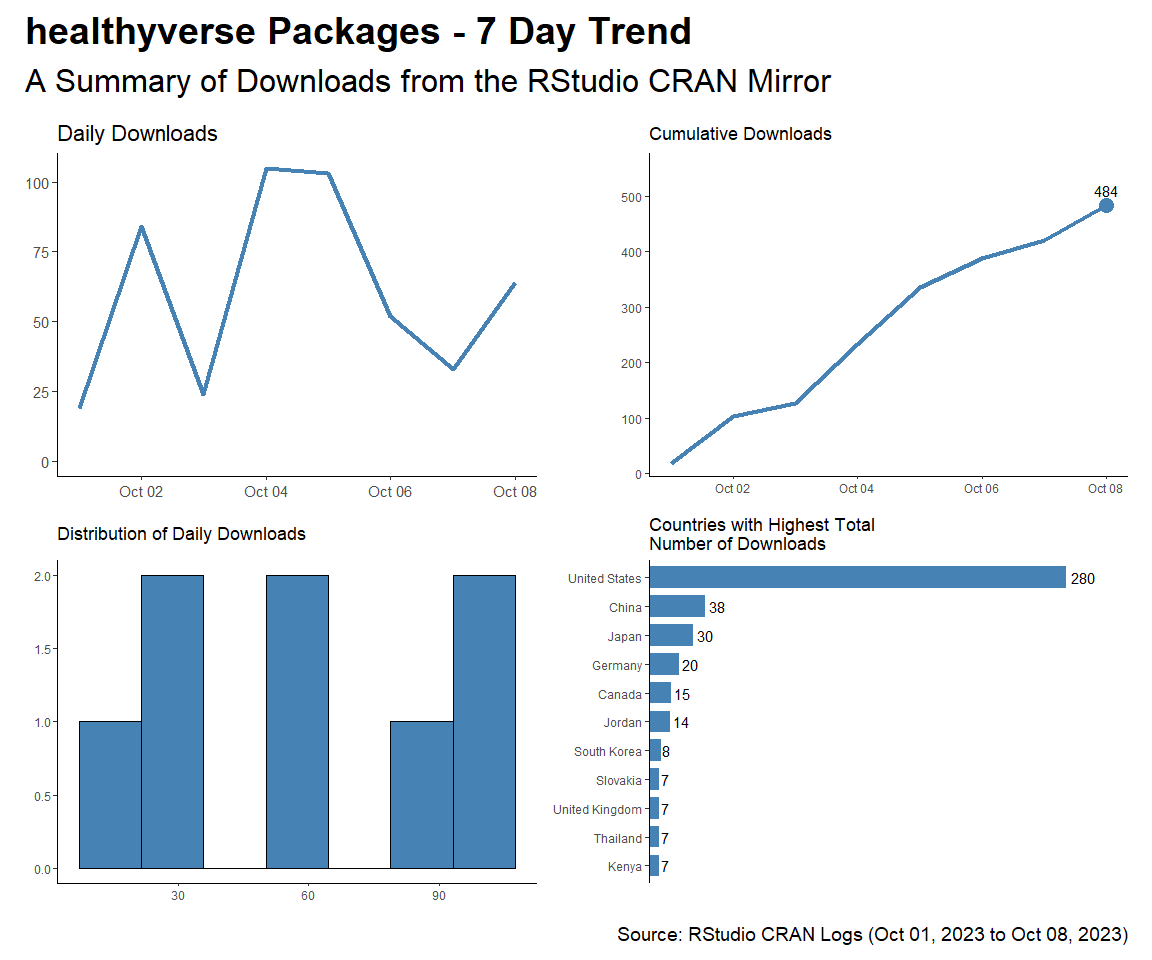 healthyverse Packages - 7 Day Trend
A Summary of Downloads from the RStudio CRAN Mirror
Daily Downloads
100
75
50
25
0
Oct 02 Oct 04 Oct 06 Oct 08
Cumulative Downloads
484
500
400
300
200
100
0
Oct 02 Oct 04 Oct 06 Oct 08
Distribution of Daily Downloads
2.0
1.5
1.0
0.5
0.0
30 60 90
Countries with Highest Total
Number of Downloads
United States 280
China 38
Japan 30
Germany 20
Canada 15
Jordan 14
South Korea 8
Slovakia 7
United Kingdom 7
Thailand 7
Kenya 7
Source: RStudio CRAN Logs (Oct 01, 2023 to Oct 08, 2023)